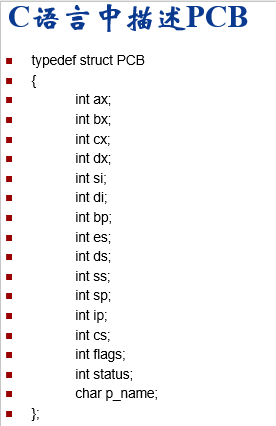 C语言中描述PCB
typedef struct PCB
{
int ax;
int bx;
int cx;
int dx;
int si;
int di;
int bp;
int es;
int ds;
int ss;
int sp;
int ip;
int cs;
int flags;
int status;
char p_name;
};